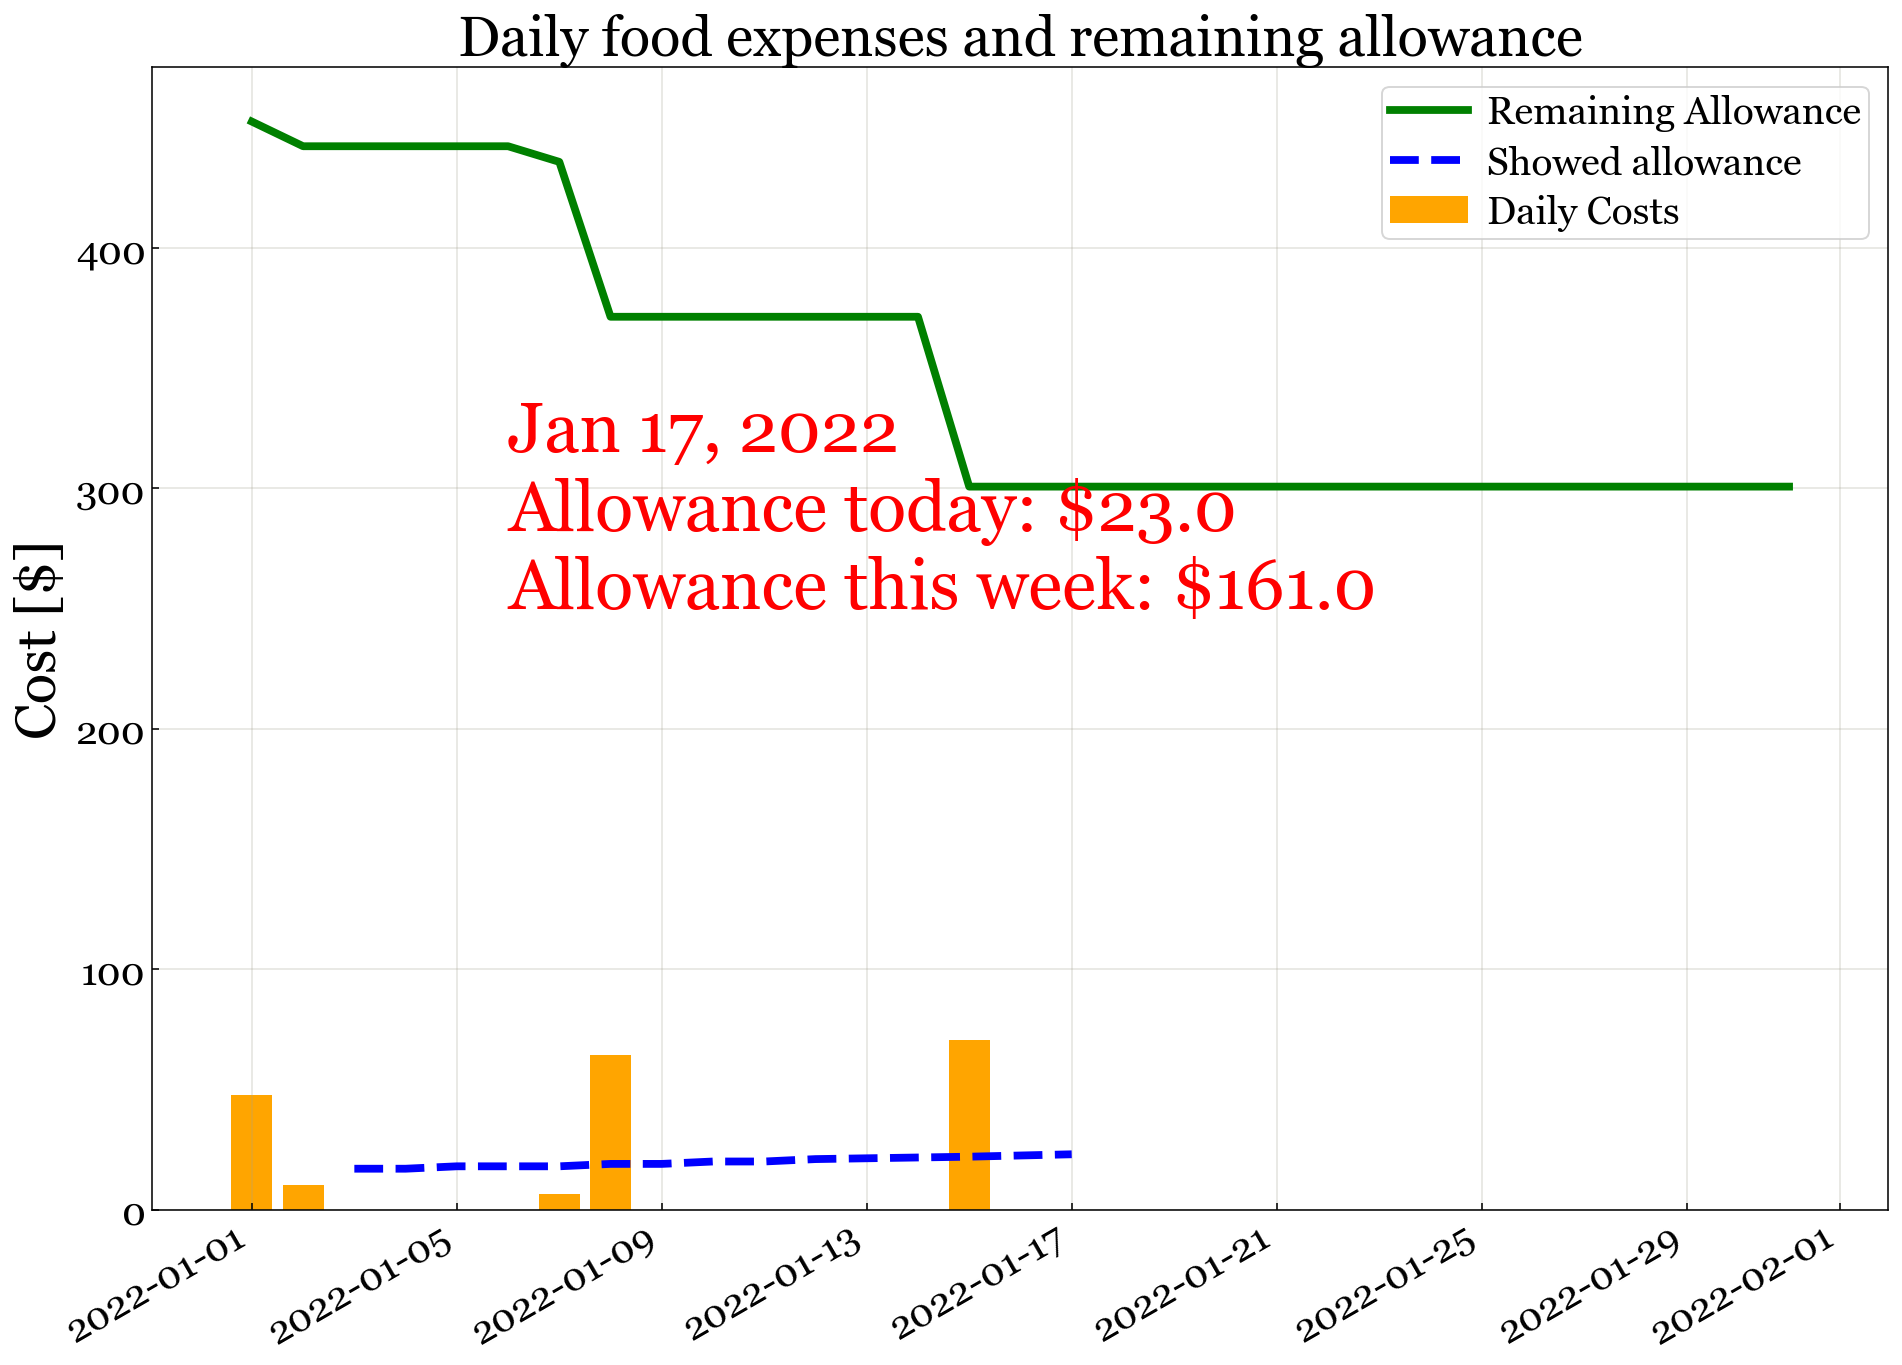 Daily food expenses and remaining allowance
Remaining Allowance
Showed allowance
Daily Costs
Jan 17, 2022
Allowance today: $23.0
Allowance this week: $161.0
Cost [$]
400
300
200
100
0
2022-01-01
2022-01-05
2022-01-09
2022-01-13
2022-01-17
2022-01-21
2022-01-25
2022-01-29
2022-02-01